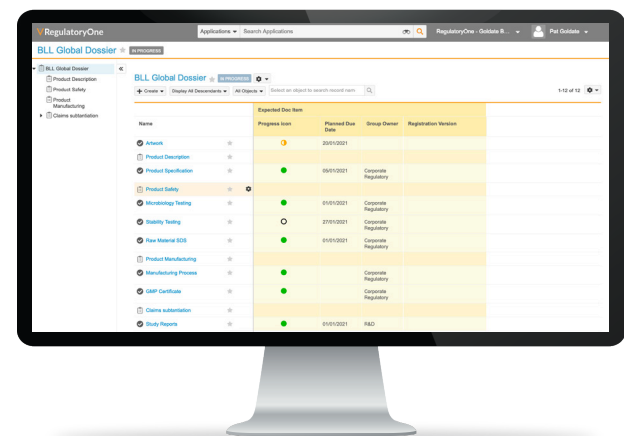 RegulatoryOne
Applications
Search Applications
RegulatoryOne - Goldate B...
Pat Goldate
BLL Global Dossier
IN PROGRESS
BLL Global Dossier
Product Description
Product Safety
Product
Manufacturing
Claims subtantiation
BLL Global Dossier
IN PROGRESS
+ Create
Display All Descendants
All Objects
Select an object to search record item
1-12 of 12
Expected Doc Item
Name
Progress Icon
Planned Due
Date
Group Owner
Registration Version
Artwork
20/01/2021
Product Description
Product Specification
05/01/2021
Corporate
Regulatory
Product Safety
Microbiology Testing
01/01/2021
Corporate
Regulatory
Stability Testing
27/01/2021
Corporate
Regulatory
Raw Material SDS
01/01/2021
Corporate
Regulatory
Product Manufacturing
Manufacturing Process
Corporate
Regulatory
GMP Certificate
Corporate
Regulatory
Claims subtantiation
Study Reports
01/01/2021
R&D